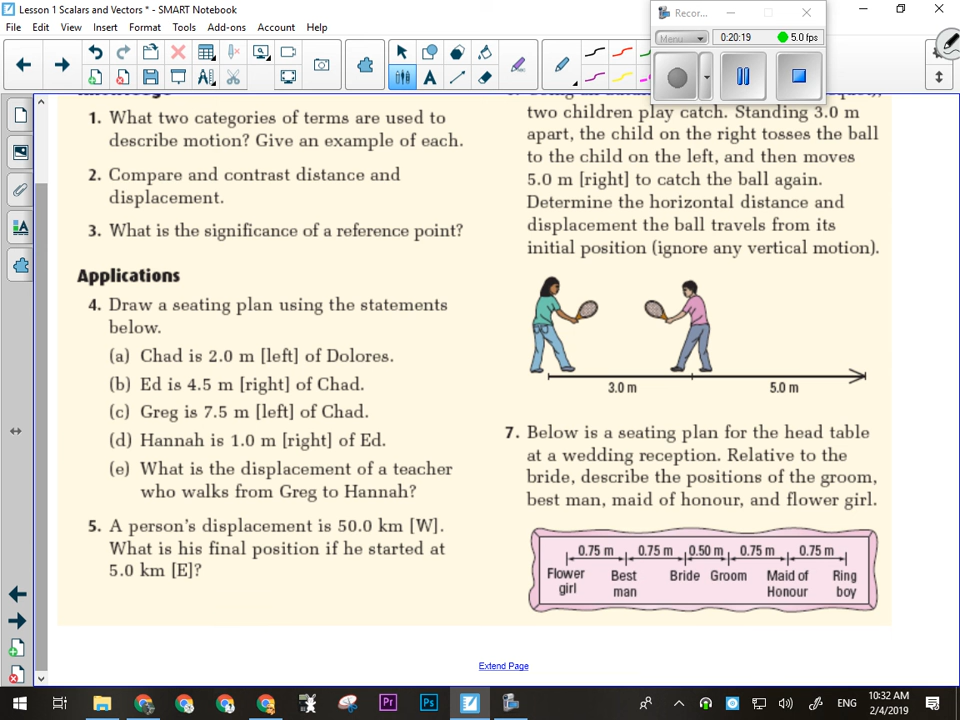 Lesson 1 Scalars and Vectors * - SMART Notebook
File Edit View Insert Format Tools Add-ons Account Help
Recor...
Menu
0:20:19
5.0 fps
1. What two categories of terms are used to
describe motion? Give an example of each.
2. Compare and contrast distance and
displacement.
3. What is the significance of a reference point?
Applications
4. Draw a seating plan using the statements
below.
(a) Chad is 2.0 m [left] of Dolores.
(b) Ed is 4.5 m [right] of Chad.
(c) Greg is 7.5 m [left] of Chad.
(d) Hannah is 1.0 m [right] of Ed.
(e) What is the displacement of a teacher
who walks from Greg to Hannah?
5. A person's displacement is 50.0 km [W].
What is his final position if he started at
5.0 km [E]?
two children play catch. Standing 3.0 m
apart, the child on the right tosses the ball
to the child on the left, and then moves
5.0 m [right] to catch the ball again.
Determine the horizontal distance and
displacement the ball travels from its
initial position (ignore any vertical motion).
3.0 m 5.0 m
7. Below is a seating plan for the head table
at a wedding reception. Relative to the
bride, describe the positions of the groom,
best man, maid of honour, and flower girl.
0.75 m 0.75 m 0.50 m 0.75 m 0.75 m
Flower Best Bride Groom Maid of Ring
girl man Honour boy
Extend Page
Pr Ps
ENG
10:32 AM
2/4/2019